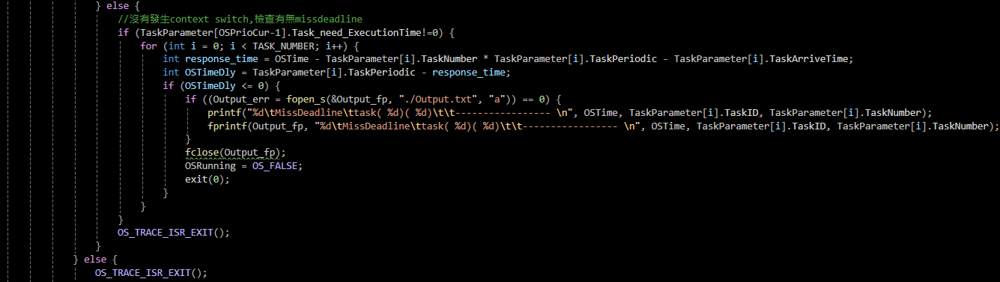 } else {
//沒有發生context switch,檢查有無missdeadline
if (TaskParameter[OSPrioCur-1].Task_need_ExecutionTime!=0) {
for (int i = 0; i < TASK_NUMBER; i++) {
int response_time = OSTime - TaskParameter[i].TaskNumber * TaskParameter[i].TaskPeriodic - TaskParameter[i].TaskArriveTime;
int OSTimeDly = TaskParameter[i].TaskPeriodic - response_time;
if (OSTimeDly <= 0) {
if ((Output_err = fopen_s(&Output_fp, "./Output.txt", "a")) == 0) {
printf("%d\tMissDeadline\ttask( %d)( %d)\t\t----------------- \n", OSTime, TaskParameter[i].TaskID, TaskParameter[i].TaskNumber);
fprintf(Output_fp, "%d\tMissDeadline\ttask( %d)( %d)\t\t----------------- \n", OSTime, TaskParameter[i].TaskID, TaskParameter[i].TaskNumber);
}
fclose(Output_fp);
OSRunning = OS_FALSE;
exit(0);
}
}
}
OS_TRACE_ISR_EXIT();
}
} else {
OS_TRACE_ISR_EXIT();